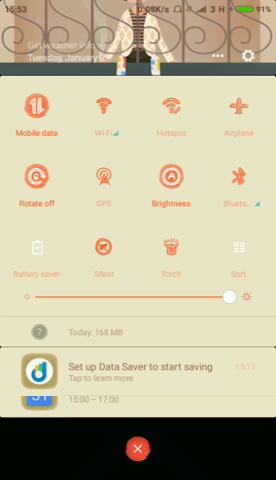 15:53 0.08K/s 3 H 91%
Get weather info
Tuesday, January
Mobile data Wi-Fi Hotspot Airplane
Rotate off GPS Brightness Blueto..
Battery saver Silent Torch Sort
? Today: 168 MB
Set up Data Saver to start saving 15:11
Tap to learn more
31 15:00 – 17:00